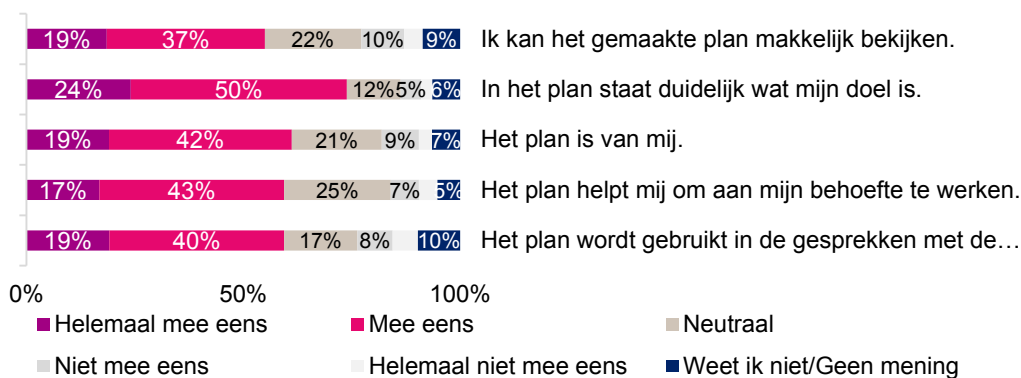 19% 37% 22% 10% 9% Ik kan het gemaakte plan makkelijk bekijken.
24% 50% 12% 5% 6% In het plan staat duidelijk wat mijn doel is.
19% 42% 21% 9% 7% Het plan is van mij.
17% 43% 25% 7% 5% Het plan helpt mij om aan mijn behoefte te werken.
19% 40% 17% 8% 10% Het plan wordt gebruikt in de gesprekken met de…
0% 50% 100%
Helemaal mee eens Mee eens Neutraal
Niet mee eens Helemaal niet mee eens Weet ik niet/Geen mening